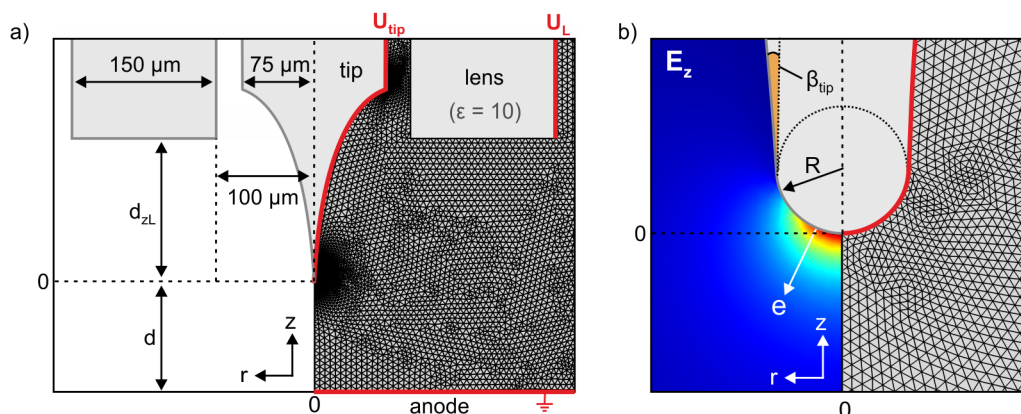 a)
U_tip
U_L
150 μm
75 μm
tip
lens
(ε = 10)
100 μm
d_zL
0
d
z
r
0
anode
b)
E_z
β_tip
R
0
e
z
r
0